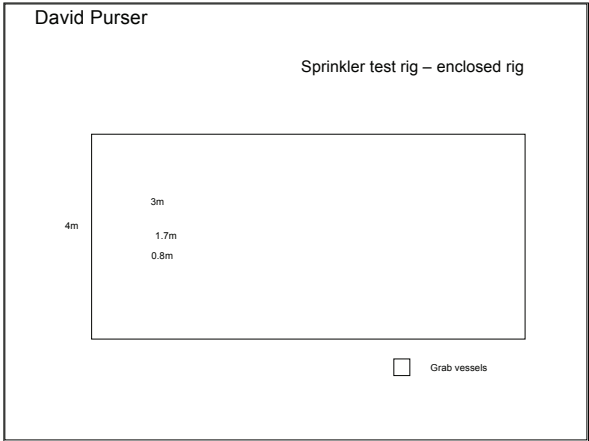 David Purser
Sprinkler test rig – enclosed rig
3m
4m
1.7m
0.8m
Grab vessels